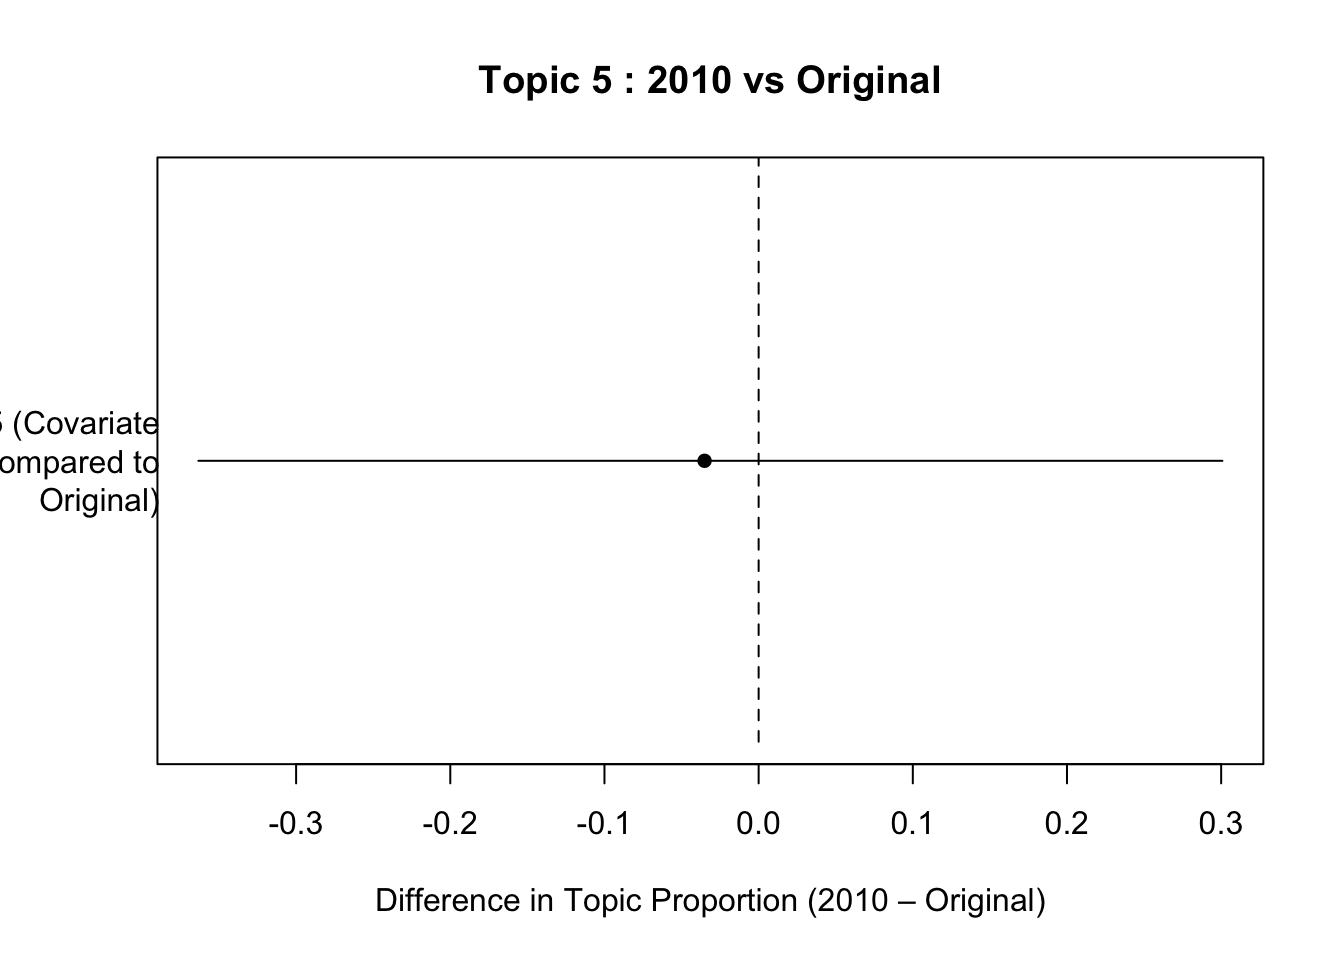 Topic 5 : 2010 vs Original
(Covariate
to
Original)
-0.3 -0.2 -0.1 0.0 0.1 0.2 0.3
Difference in Topic Proportion (2010 – Original)